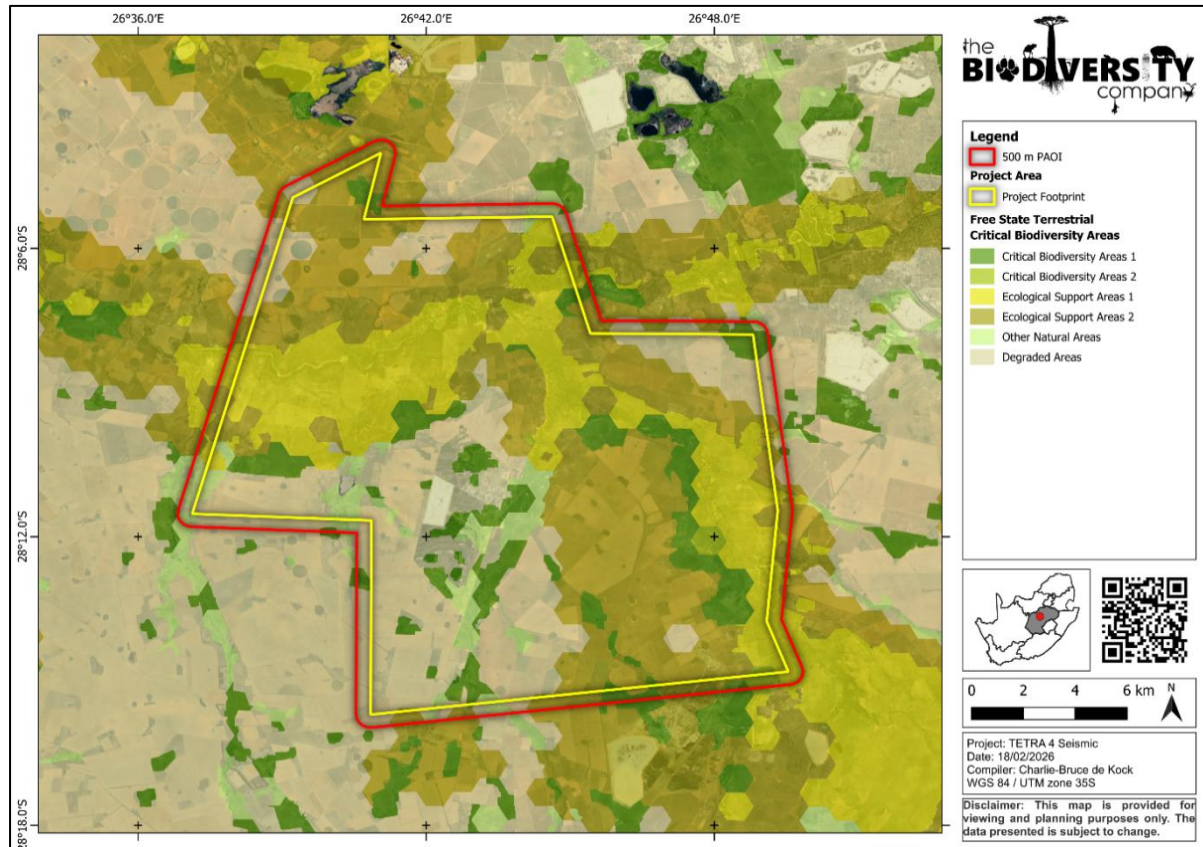 26°36.0'E
26°42.0'E
26°48.0'E
28°6.0'S
28°12.0'S
28°18.0'S
the
BIODIVERSITY
company
Legend
500 m PAOI
Project Area
Project Footprint
Free State Terrestrial
Critical Biodiversity Areas
Critical Biodiversity Areas 1
Critical Biodiversity Areas 2
Ecological Support Areas 1
Ecological Support Areas 2
Other Natural Areas
Degraded Areas
0 2 4 6 km
N
Project: TETRA 4 Seismic
Date: 18/02/2026
Compiler: Charlie-Bruce de Kock
WGS 84 / UTM zone 35S
Disclaimer: This map is provided for
viewing and planning purposes only. The
data presented is subject to change.